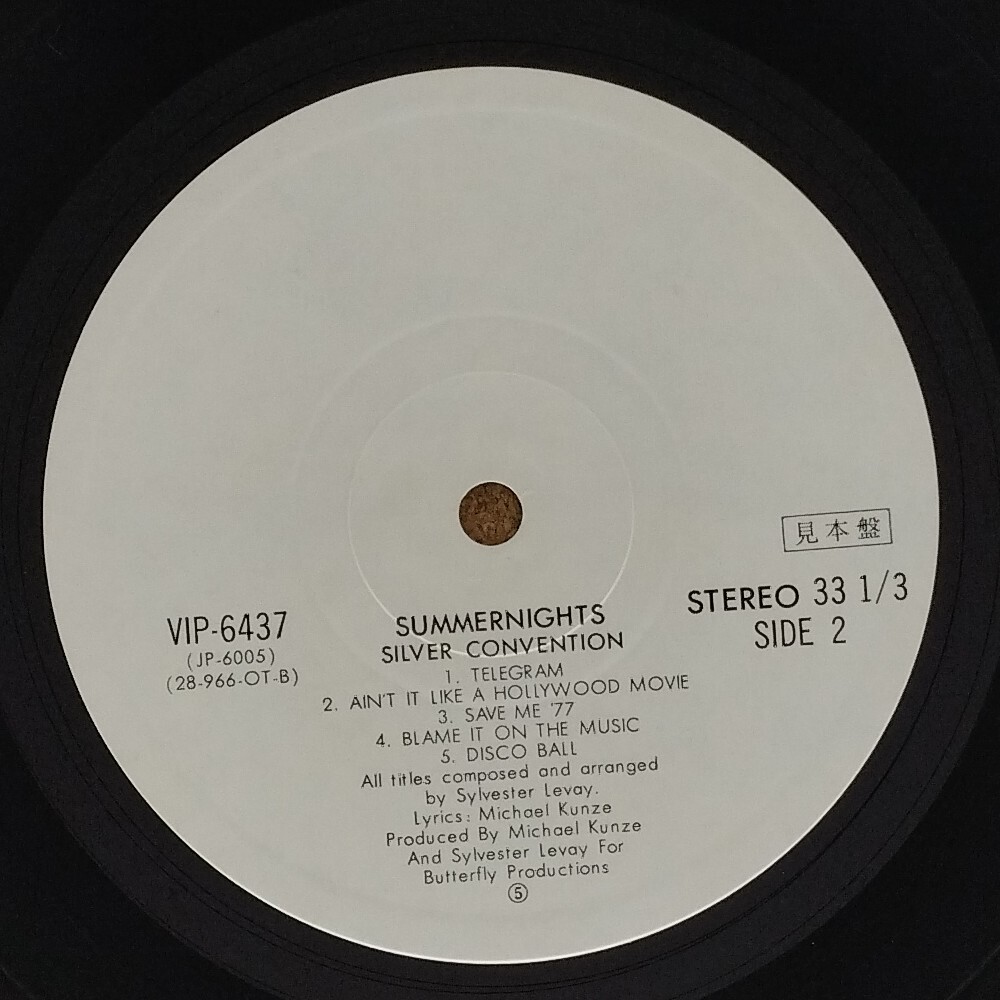 見本盤
STEREO 33 1/3
SIDE 2
VIP-6437
(JP-6005)
(28-966-OT-B)
SUMMERNIGHTS
SILVER CONVENTION
1. TELEGRAM
2. AIN'T IT LIKE A HOLLYWOOD MOVIE
3. SAVE ME '77
4. BLAME IT ON THE MUSIC
5. DISCO BALL
All titles composed and arranged
by Sylvester Levay.
Lyrics: Michael Kunze
Produced By Michael Kunze
And Sylvester Levay For
Butterfly Productions
⑤